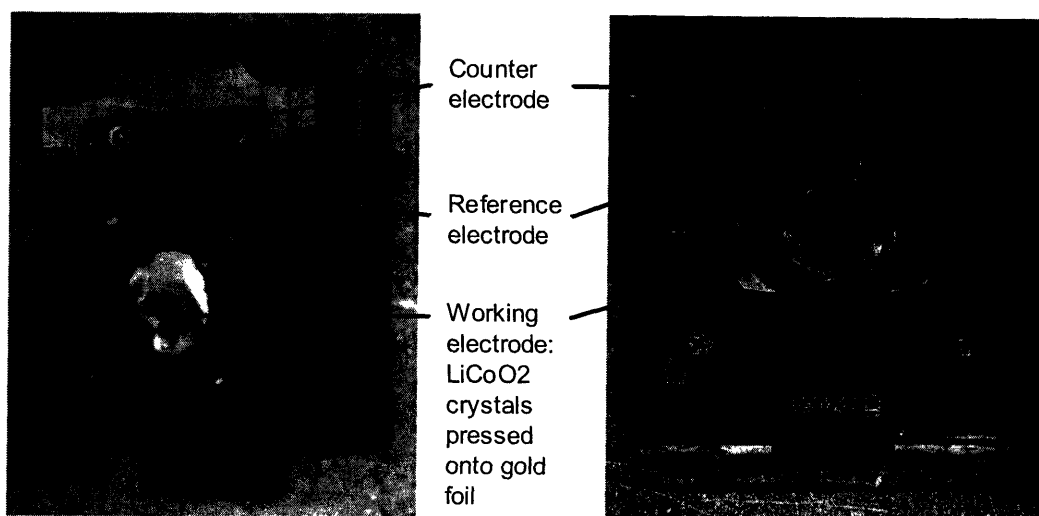 Counter
electrode
Reference
electrode
Working
electrode:
LiCoO2
crystals
pressed
onto gold
foil